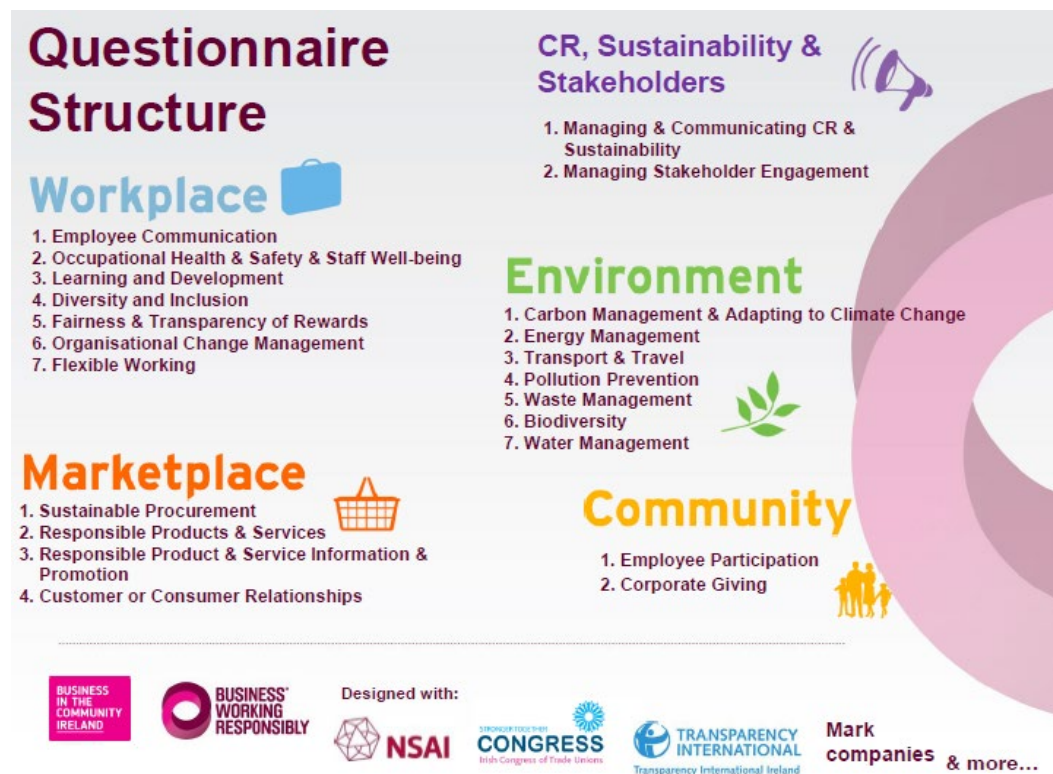 Questionnaire
Structure
CR, Sustainability &
Stakeholders
1. Managing & Communicating CR &
Sustainability
2. Managing Stakeholder Engagement
Workplace
1. Employee Communication
2. Occupational Health & Safety & Staff Well-being
3. Learning and Development
4. Diversity and Inclusion
5. Fairness & Transparency of Rewards
6. Organisational Change Management
7. Flexible Working
Environment
1. Carbon Management & Adapting to Climate Change
2. Energy Management
3. Transport & Travel
4. Pollution Prevention
5. Waste Management
6. Biodiversity
7. Water Management
Marketplace
1. Sustainable Procurement
2. Responsible Products & Services
3. Responsible Product & Service Information &
Promotion
4. Customer or Consumer Relationships
Community
1. Employee Participation
2. Corporate Giving
BUSINESS
IN THE
COMMUNITY
IRELAND
BUSINESS
WORKING
RESPONSIBLY
Designed with:
NSAI
STRONGER TOGETHER
CONGRESS
Irish Congress of Trade Unions
TRANSPARENCY
INTERNATIONAL
Transparency International Ireland
Mark
companies
& more...